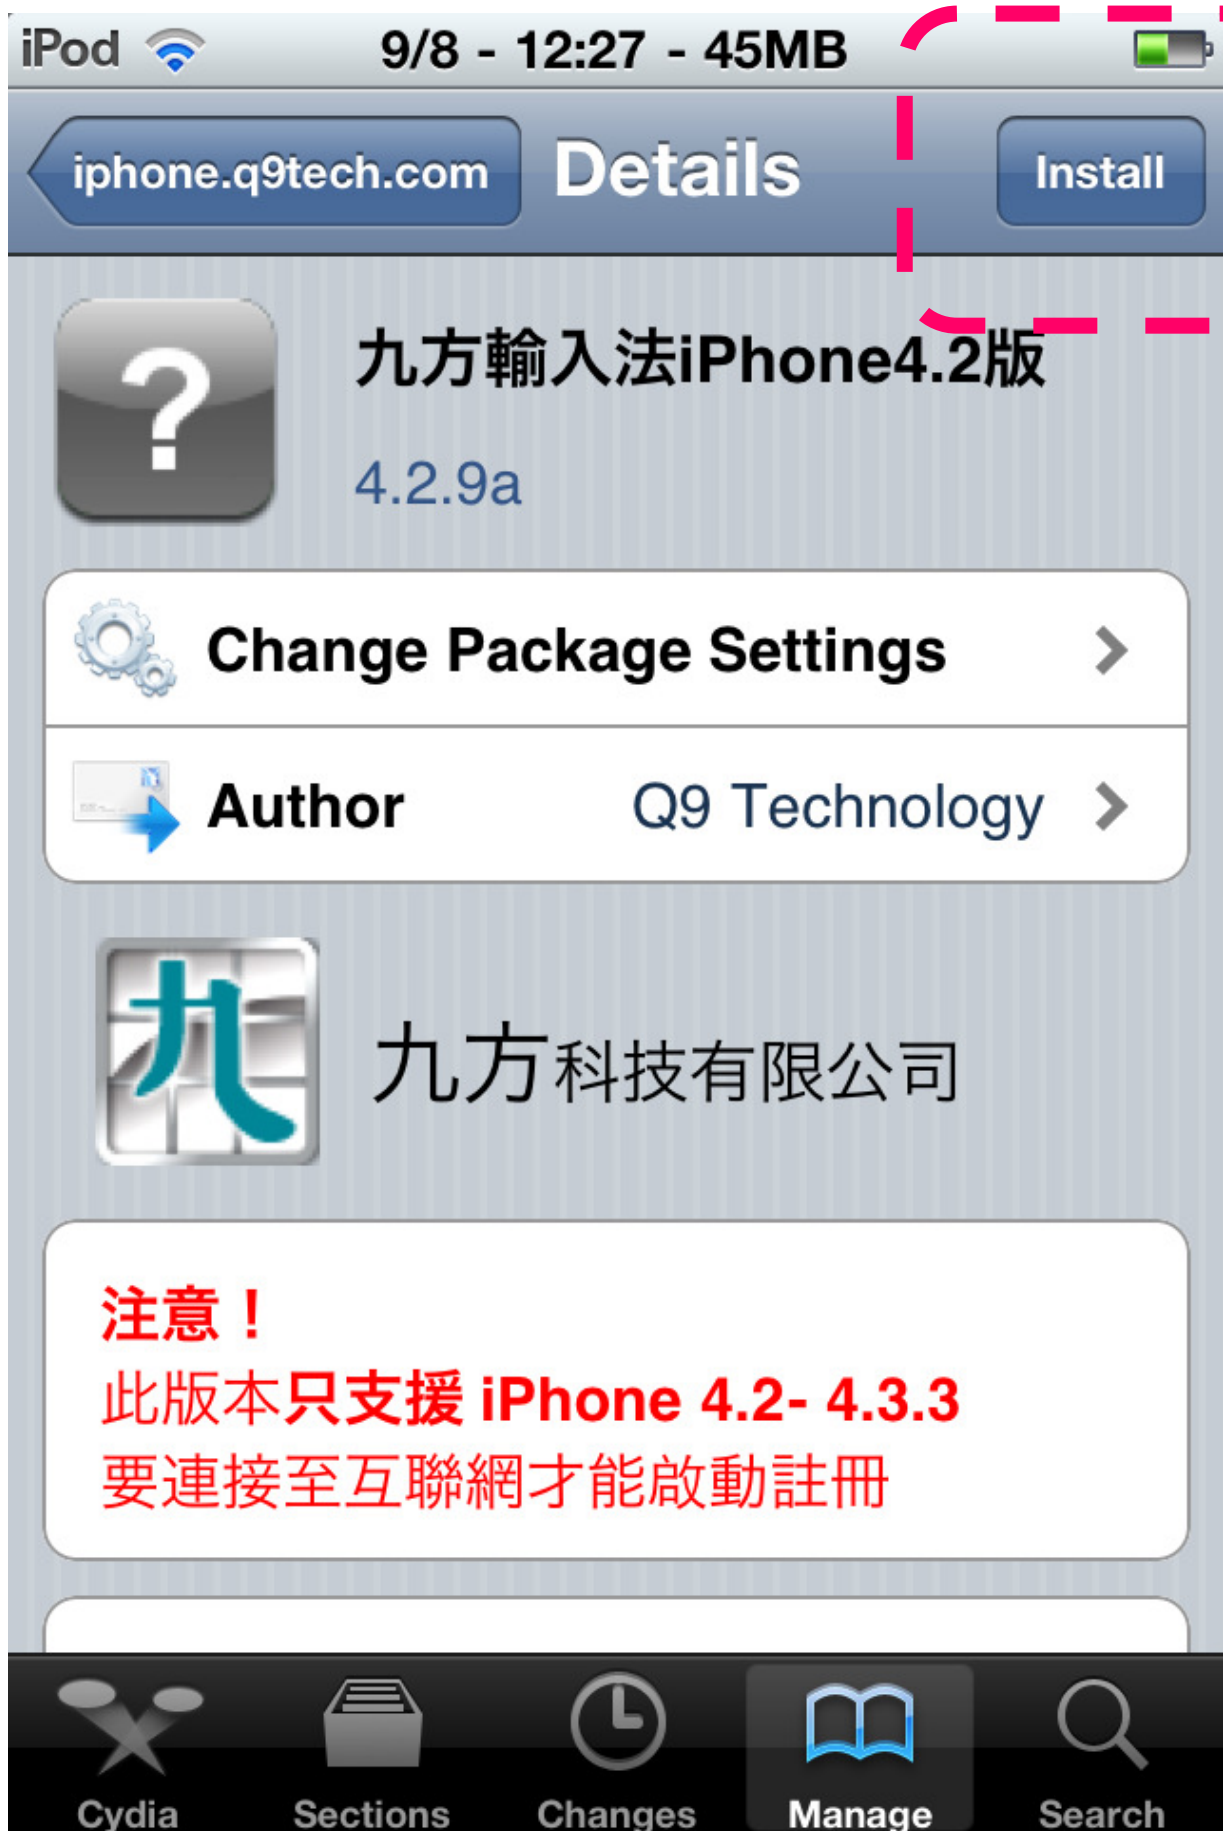 iPod 9/8 - 12:27 - 45MB
iphone.q9tech.com Details Install
?
九方輸入法iPhone4.2版
4.2.9a
Change Package Settings
Author Q9 Technology
九
九方科技有限公司
注意！
此版本只支援 iPhone 4.2- 4.3.3
要連接至互聯網才能啟動註冊
Cydia Sections Changes Manage Search